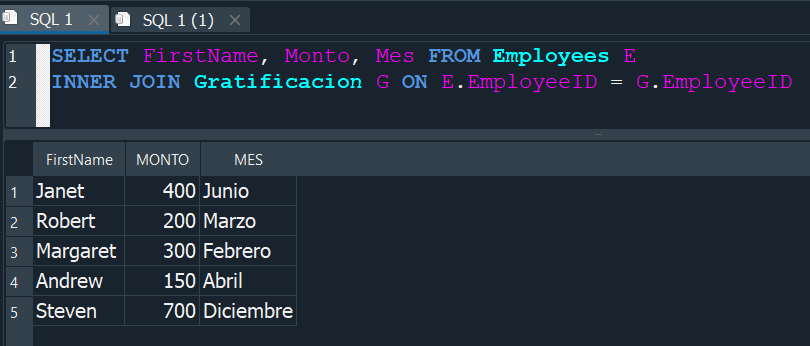 SQL 1 SQL 1 (1)
1 SELECT FirstName, Monto, Mes FROM Employees E
2 INNER JOIN Gratificacion G ON E.EmployeeID = G.EmployeeID
FirstName MONTO MES
1 Janet 400 Junio
2 Robert 200 Marzo
3 Margaret 300 Febrero
4 Andrew 150 Abril
5 Steven 700 Diciembre